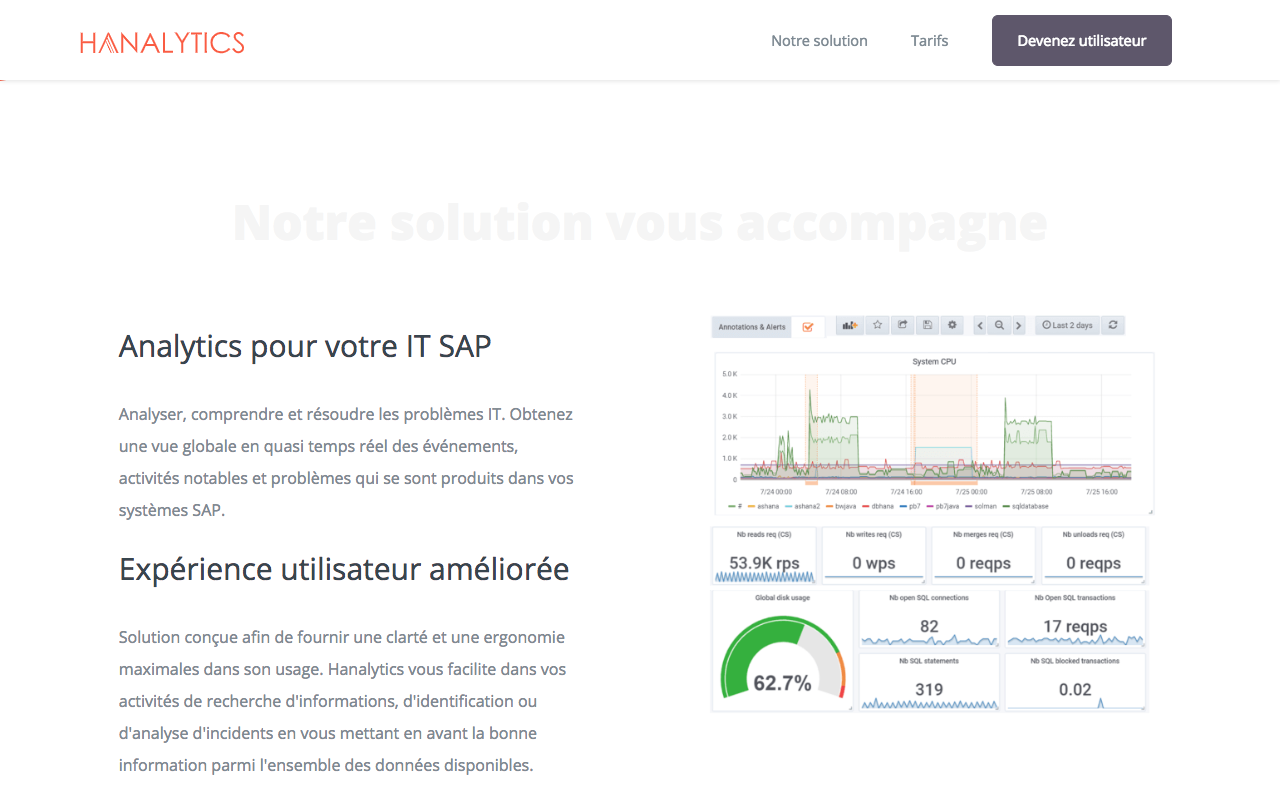 HANALYTICS
Notre solution
Tarifs
Devenez utilisateur
Notre solution vous accompagne
Analytics pour votre IT SAP
Analyser, comprendre et résoudre les problèmes IT. Obtenez
une vue globale en quasi temps réel des événements,
activités notables et problèmes qui se sont produits dans vos
systèmes SAP.
Expérience utilisateur améliorée
Solution conçue afin de fournir une clarté et une ergonomie
maximales dans son usage. Hanalytics vous facilite dans vos
activités de recherche d'informations, d'identification ou
d'analyse d'incidents en vous mettant en avant la bonne
information parmi l'ensemble des données disponibles.
Annotations & Alerts
Last 2 days
System CPU
5.0 K
4.0 K
3.0 K
2.0 K
1.0 K
0
7/24 00:00 7/24 08:00 7/24 16:00 7/25 00:00 7/25 08:00 7/25 16:00
# ashana ashana2 bwjava dbhana pb7 pb7java solman sqldatabase
Nb reads req (CS)
53.9K rps
Nb writes req (CS)
0 wps
Nb merges req (CS)
0 reqps
Nb unloads req (CS)
0 reqps
Global disk usage
62.7%
Nb open SQL connections
82
Nb Open SQL transactions
17 reqps
Nb SQL statements
319
Nb SQL blocked transactions
0.02